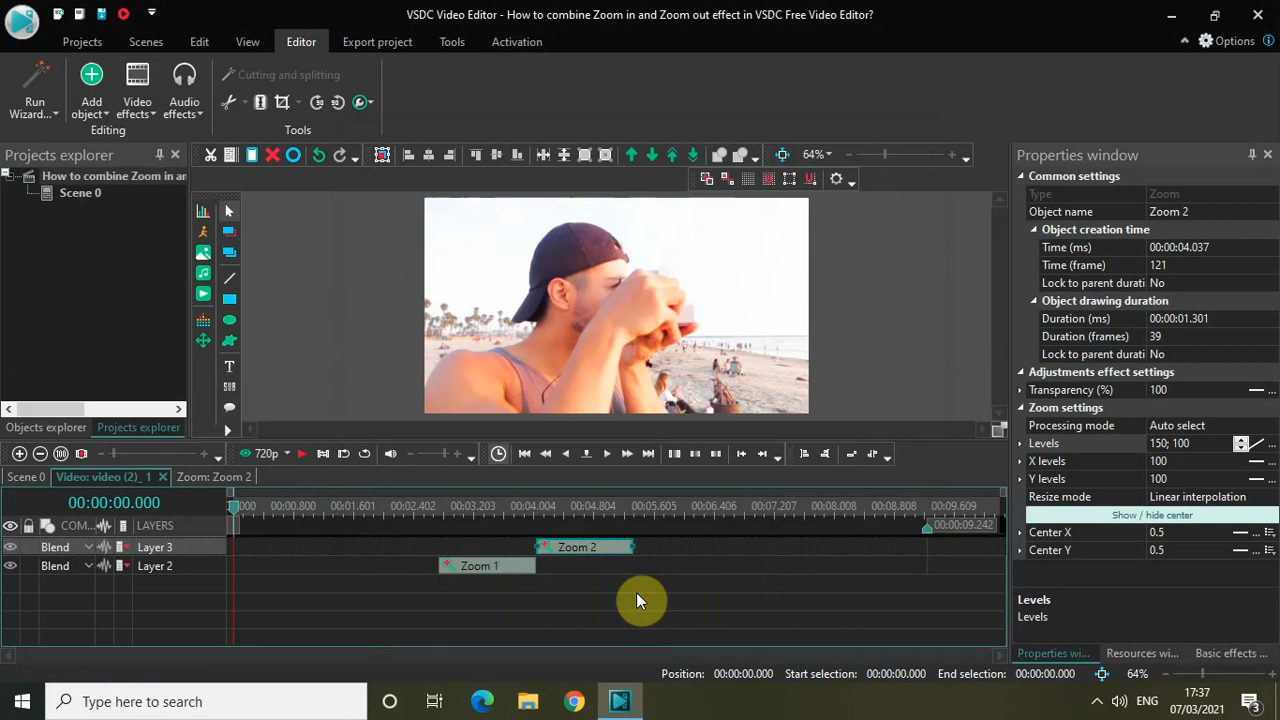 VSDC Video Editor - How to combine Zoom in and Zoom out effect in VSDC Free Video Editor?
Projects Scenes Edit View Editor Export project Tools Activation Options
Run Wizard...
Add object
Video effects
Audio effects
Cutting and splitting
Editing
Tools
Projects explorer
How to combine Zoom in an
Scene 0
Objects explorer Projects explorer
64%
Properties window
Common settings
Type Zoom
Object name Zoom 2
Object creation time
Time (ms) 00:00:04.037
Time (frame) 121
Lock to parent durati No
Object drawing duration
Duration (ms) 00:00:01.301
Duration (frames) 39
Lock to parent durati No
Adjustments effect settings
Transparency (%) 100
Zoom settings
Processing mode Auto select
Levels 150; 100
X levels 100
Y levels 100
Resize mode Linear interpolation
Show / hide center
Center X 0.5
Center Y 0.5
Levels
Levels
Properties wi... Resources wi... Basic effects ...
720p
Scene 0 Video: video (2)_ 1 Zoom: Zoom 2
00:00:00.000
000 00:00.800 00:01.601 00:02.402 00:03.203 00:04.004 00:04.804 00:05.605 00:06.406 00:07.207 00:08.008 00:08.808 00:09.609
00:00:09.242
COM... LAYERS
Blend Layer 3 Zoom 2
Blend Layer 2 Zoom 1
Position: 00:00:00.000 Start selection: 00:00:00.000 End selection: 00:00:00.000 64%
Type here to search
ENG
17:37
07/03/2021
3